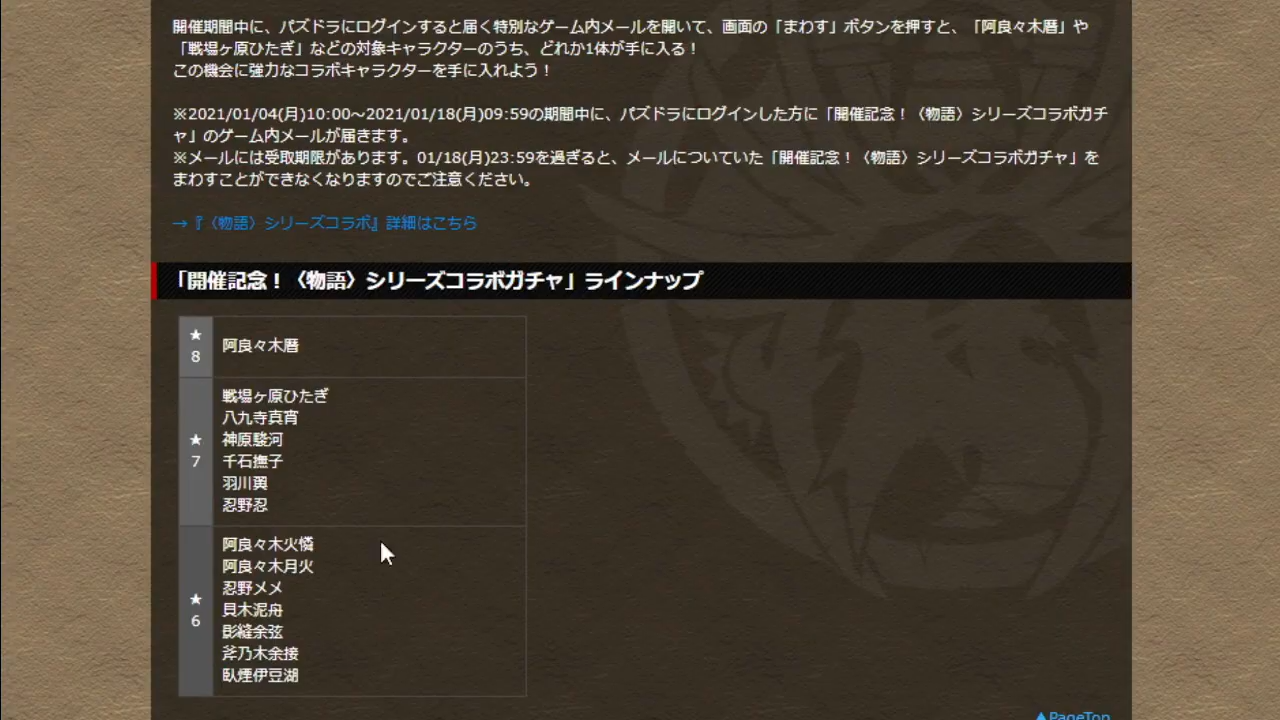 開催期間中に、パズドラにログインすると届く特別なゲーム内メールを開いて、画面の「まわす」ボタンを押すと、「阿良々木暦」や
「戦場ヶ原ひたぎ」などの対象キャラクターのうち、どれか1体が手に入る！
この機会に強力なコラボキャラクターを手に入れよう！
※2021/01/04(月)10:00～2021/01/18(月)09:59の期間中に、パズドラにログインした方に「開催記念！〈物語〉シリーズコラボガチ
ャ」のゲーム内メールが届きます。
※メールには受取期限があります。01/18(月)23:59を過ぎると、メールについていた「開催記念！〈物語〉シリーズコラボガチャ」を
まわすことができなくなりますのでご注意ください。
→『〈物語〉シリーズコラボ』詳細はこちら
「開催記念！〈物語〉シリーズコラボガチャ」ラインナップ
★
8
阿良々木暦
★
7
戦場ヶ原ひたぎ
八九寺真宵
神原駿河
千石撫子
羽川翼
忍野忍
★
6
阿良々木火憐
阿良々木月火
忍野メメ
貝木泥舟
影縫余弦
斧乃木余接
臥煙伊豆湖
▲PageTop